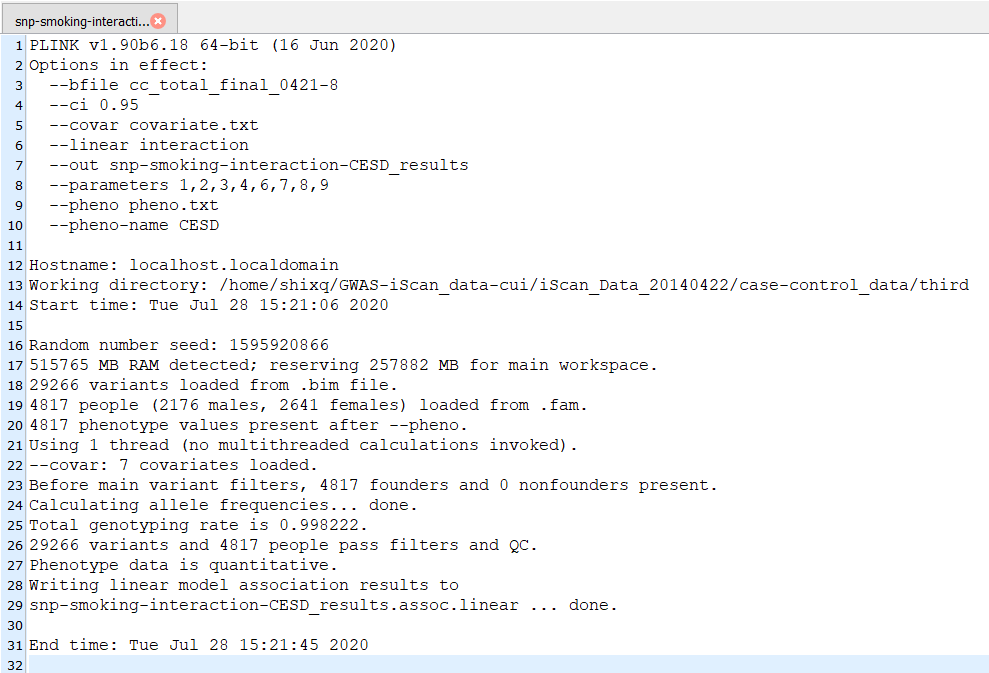 snp-smoking-interacti...
1 PLINK v1.90b6.18 64-bit (16 Jun 2020)
2 Options in effect:
3   --bfile cc_total_final_0421-8
4   --ci 0.95
5   --covar covariate.txt
6   --linear interaction
7   --out snp-smoking-interaction-CESD_results
8   --parameters 1,2,3,4,6,7,8,9
9   --pheno pheno.txt
10   --pheno-name CESD
11
12 Hostname: localhost.localdomain
13 Working directory: /home/shixq/GWAS-iScan_data-cui/iScan_Data_20140422/case-control_data/third
14 Start time: Tue Jul 28 15:21:06 2020
15
16 Random number seed: 1595920866
17 515765 MB RAM detected; reserving 257882 MB for main workspace.
18 29266 variants loaded from .bim file.
19 4817 people (2176 males, 2641 females) loaded from .fam.
20 4817 phenotype values present after --pheno.
21 Using 1 thread (no multithreaded calculations invoked).
22 --covar: 7 covariates loaded.
23 Before main variant filters, 4817 founders and 0 nonfounders present.
24 Calculating allele frequencies... done.
25 Total genotyping rate is 0.998222.
26 29266 variants and 4817 people pass filters and QC.
27 Phenotype data is quantitative.
28 Writing linear model association results to
29 snp-smoking-interaction-CESD_results.assoc.linear ... done.
30
31 End time: Tue Jul 28 15:21:45 2020
32